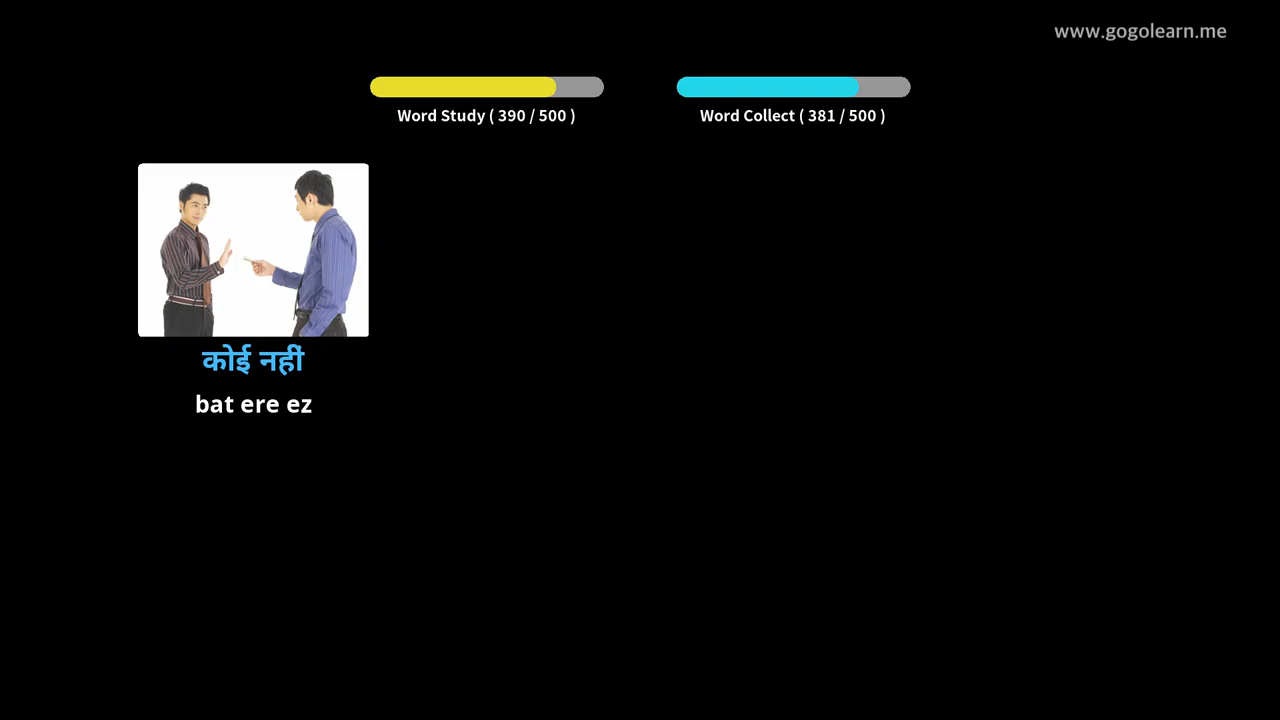 www.gogolearn.me
Word Study ( 390 / 500 )
Word Collect ( 381 / 500 )
कोई नहीं
bat ere ez